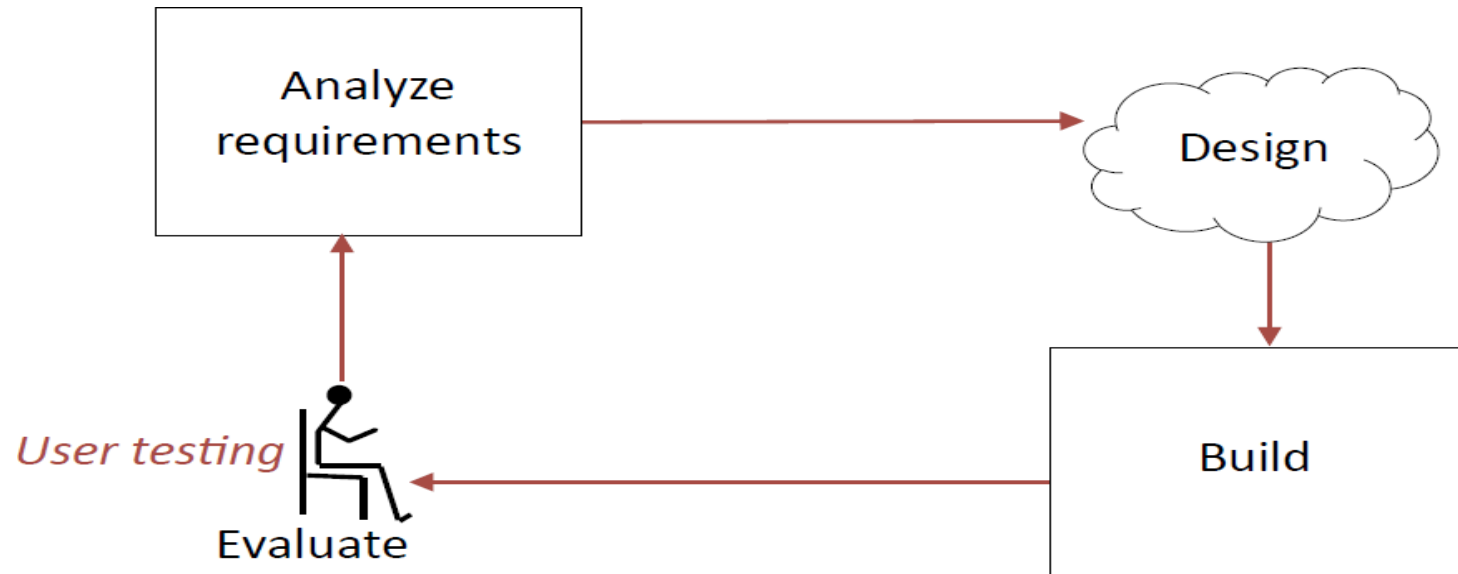 Analyze
requirements
Design
Build
User testing
Evaluate